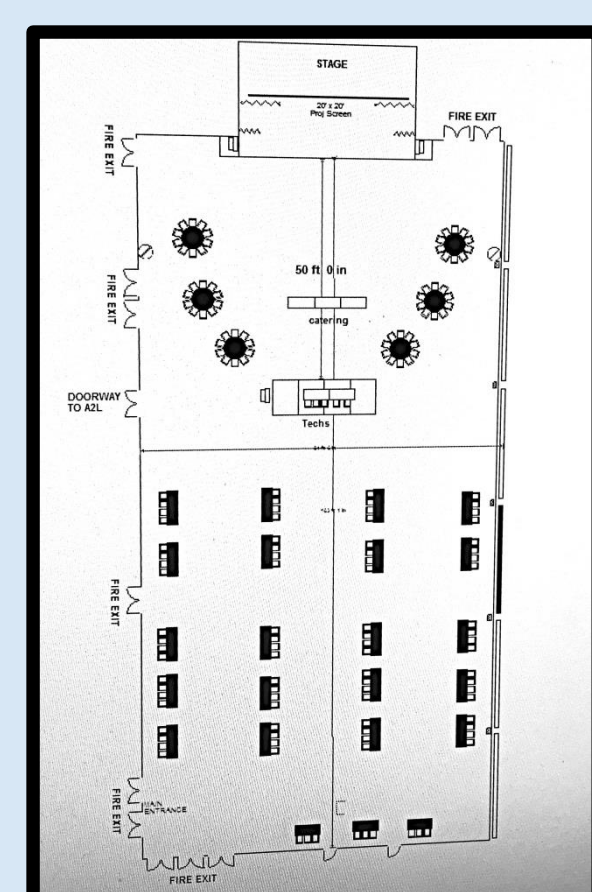 STAGE
20' x 20'
Proj Screen
FIRE EXIT
FIRE EXIT
50 ft 0 in
FIRE EXIT
catering
DOORWAY
TO A2L
Techs
FIRE EXIT
MAIN
ENTRANCE
FIRE EXIT
FIRE EXIT